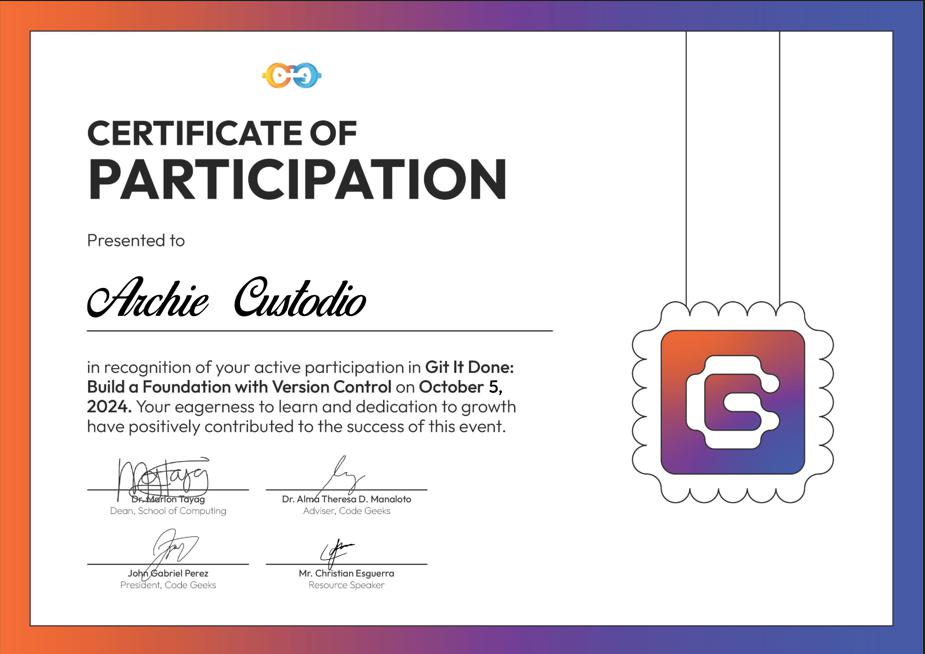 CERTIFICATE OF
PARTICIPATION
Presented to
Archie Custodio
in recognition of your active participation in Git It Done:
Build a Foundation with Version Control on October 5,
2024. Your eagerness to learn and dedication to growth
have positively contributed to the success of this event.
Dr. Marlon Tayag
Dean, School of Computing
Dr. Alma Theresa D. Manaloto
Adviser, Code Geeks
John Gabriel Perez
President, Code Geeks
Mr. Christian Esguerra
Resource Speaker